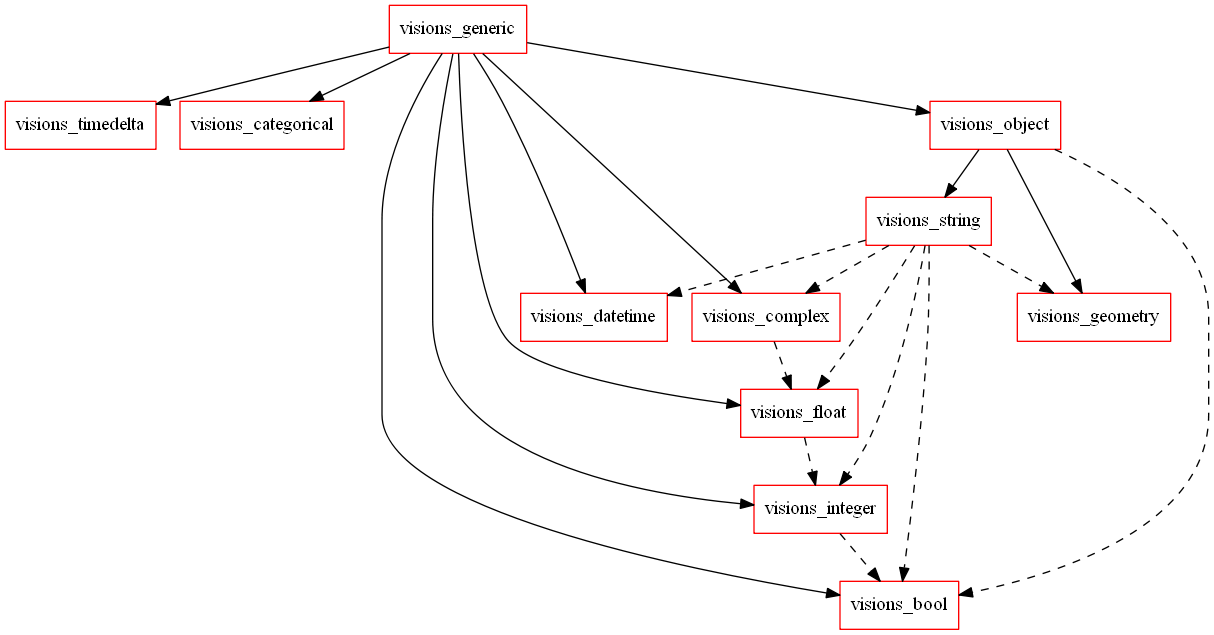 visions_generic
visions_timedelta
visions_categorical
visions_object
visions_string
visions_datetime
visions_complex
visions_geometry
visions_float
visions_integer
visions_bool